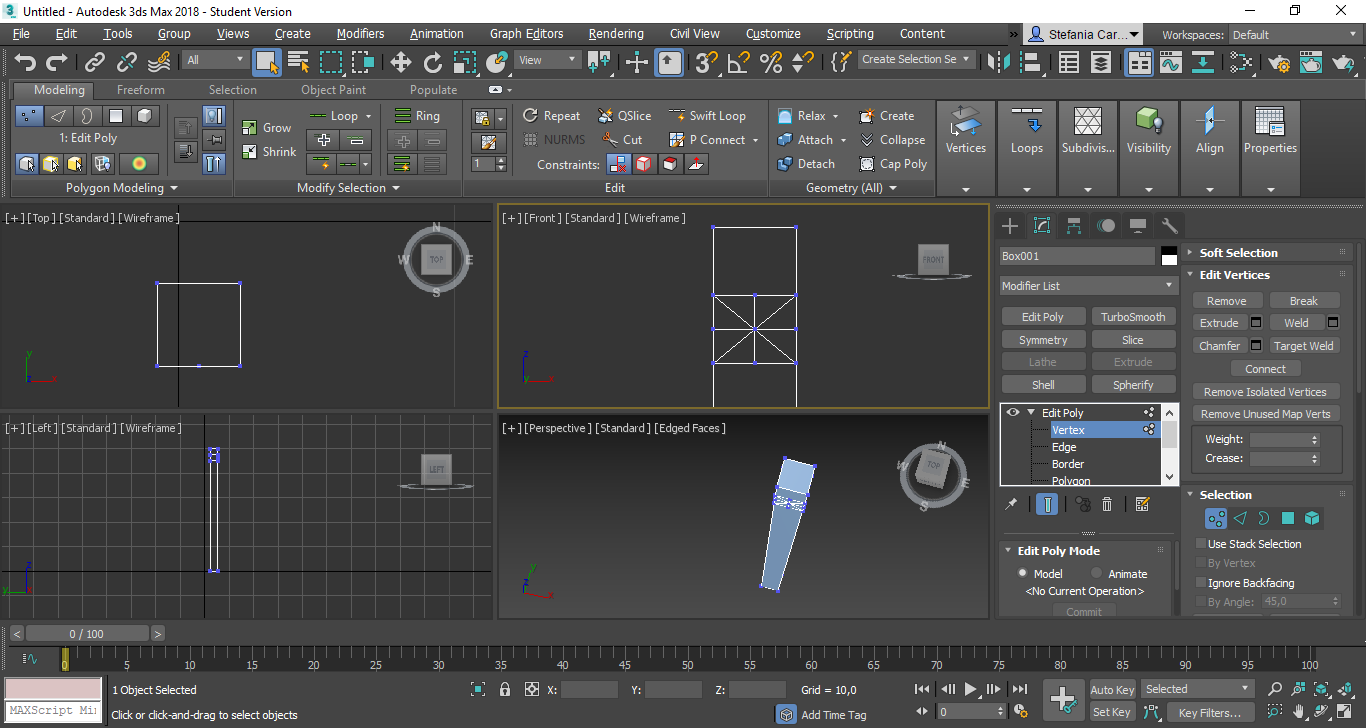 Untitled - Autodesk 3ds Max 2018 - Student Version
File Edit Tools Group Views Create Modifiers Animation Graph Editors Rendering Civil View Customize Scripting Content » Stefania Car... Workspaces: Default
All View Create Selection Se
Modeling Freeform Selection Object Paint Populate
1: Edit Poly
Grow
Shrink
Loop
Ring
1
Repeat QSlice Swift Loop
NURMS Cut P Connect
Constraints:
Relax Create
Attach Collapse
Detach Cap Poly
Vertices Loops Subdivis... Visibility Align Properties
Polygon Modeling Modify Selection Edit Geometry (All)
[+] [Top] [Standard] [Wireframe]
N
W TOP E
S
y
z x
[+] [Front] [Standard] [Wireframe]
FRONT
z
y x
[+] [Left] [Standard] [Wireframe]
LEFT
z
y
[+] [Perspective] [Standard] [Edged Faces]
N
W TOP E
S
y
z
x
Box001
Modifier List
Edit Poly TurboSmooth
Symmetry Slice
Lathe Extrude
Shell Spherify
Edit Poly
Vertex
Edge
Border
Polygon
Edit Poly Mode
Model Animate
<No Current Operation>
Commit
Soft Selection
Edit Vertices
Remove Break
Extrude Weld
Chamfer Target Weld
Connect
Remove Isolated Vertices
Remove Unused Map Verts
Weight:
Crease:
Selection
Use Stack Selection
By Vertex
Ignore Backfacing
By Angle: 45,0
< 0 / 100 >
0 5 10 15 20 25 30 35 40 45 50 55 60 65 70 75 80 85 90 95 100
MAXScript Mi
1 Object Selected
Click or click-and-drag to select objects
X: Y: Z: Grid = 10,0
Add Time Tag
0
Auto Key Selected
Set Key Key Filters...